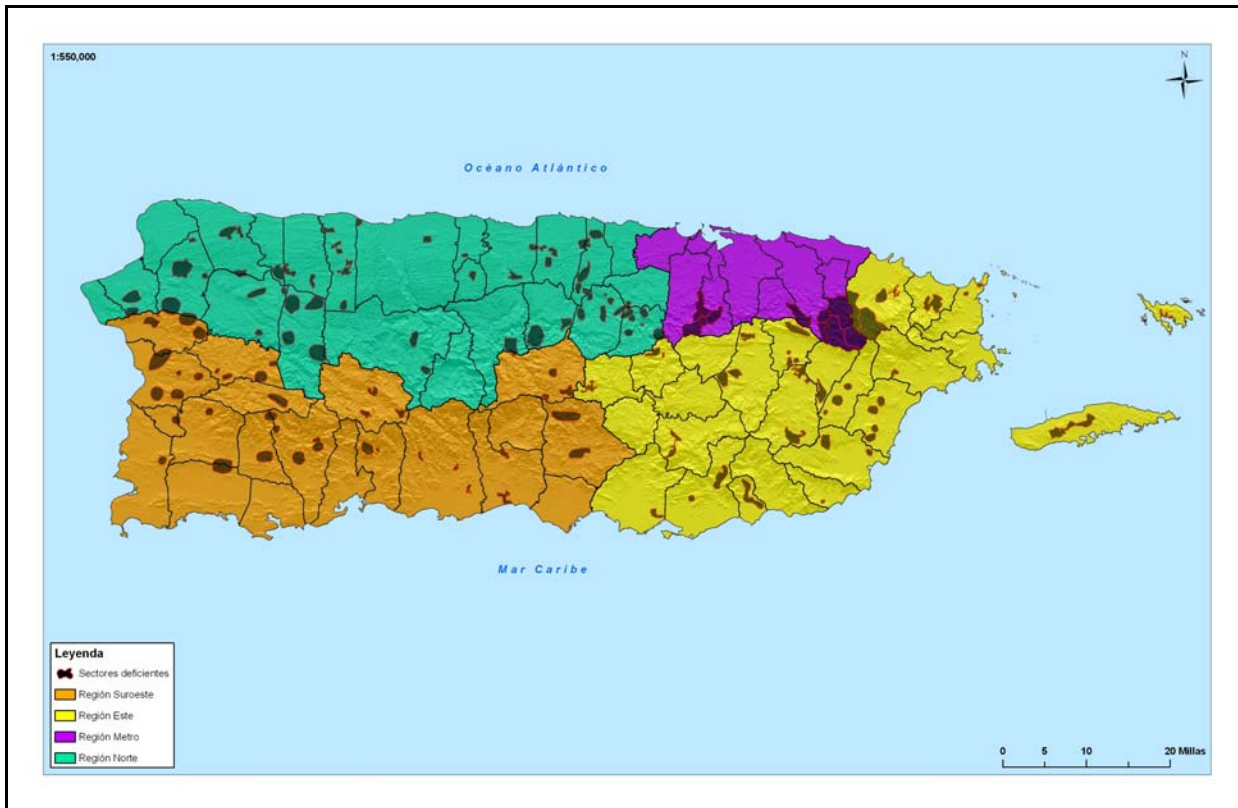 1:550,000
N
Océano Atlántico
Mar Caribe
Leyenda
Sectores deficientes
Región Suroeste
Región Este
Región Metro
Región Norte
0 5 10 20 Millas